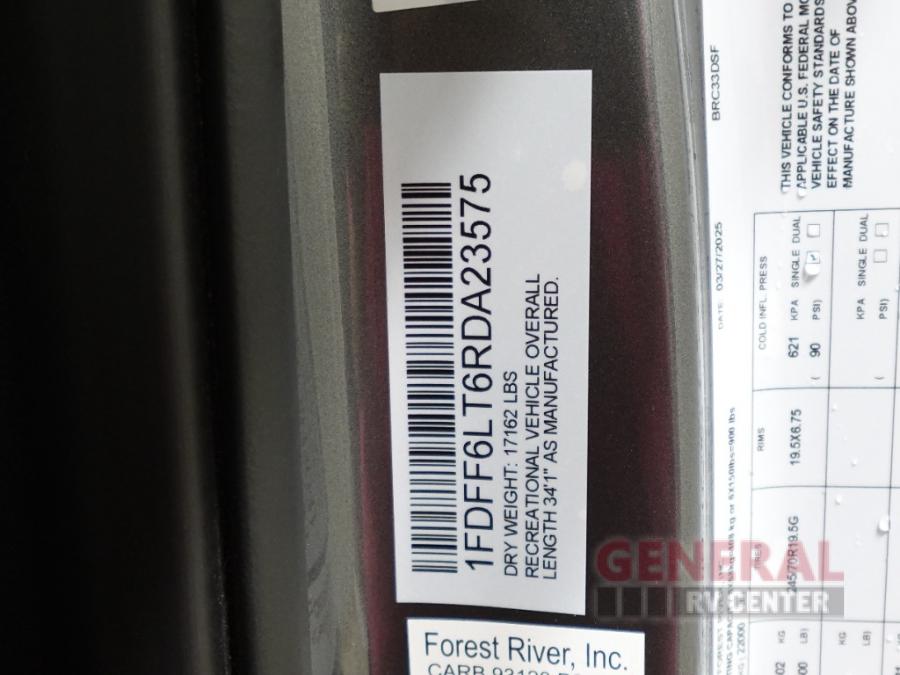 1FDFF6LT6RDA23575
DRY WEIGHT: 17162 LBS
RECREATIONAL VEHICLE OVERALL
LENGTH 34'1" AS MANUFACTURED.
Forest River, Inc.
DATE 03/27/2025
BRC33DSF
THIS VEHICLE CONFORMS TO
APPLICABLE U.S. FEDERAL
VEHICLE SAFETY STANDARDS
EFFECT ON THE DATE OF
MANUFACTURE SHOWN ABOVE
RIMS COLD INFL. PRESS
19.5X6.75 621 KPA SINGLE DUAL
( 90 PSI)
KPA SINGLE DUAL
( PSI)
KG
LB)
KG
LB)
GENERAL
RV CENTER